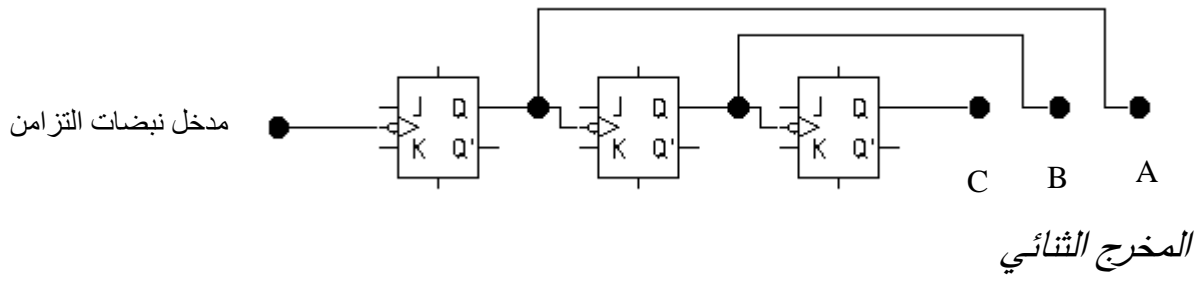 J Q J Q J Q
مدخل نبضات التزامن
K Q' K Q' K Q'
C B A
المخرج الثنائي